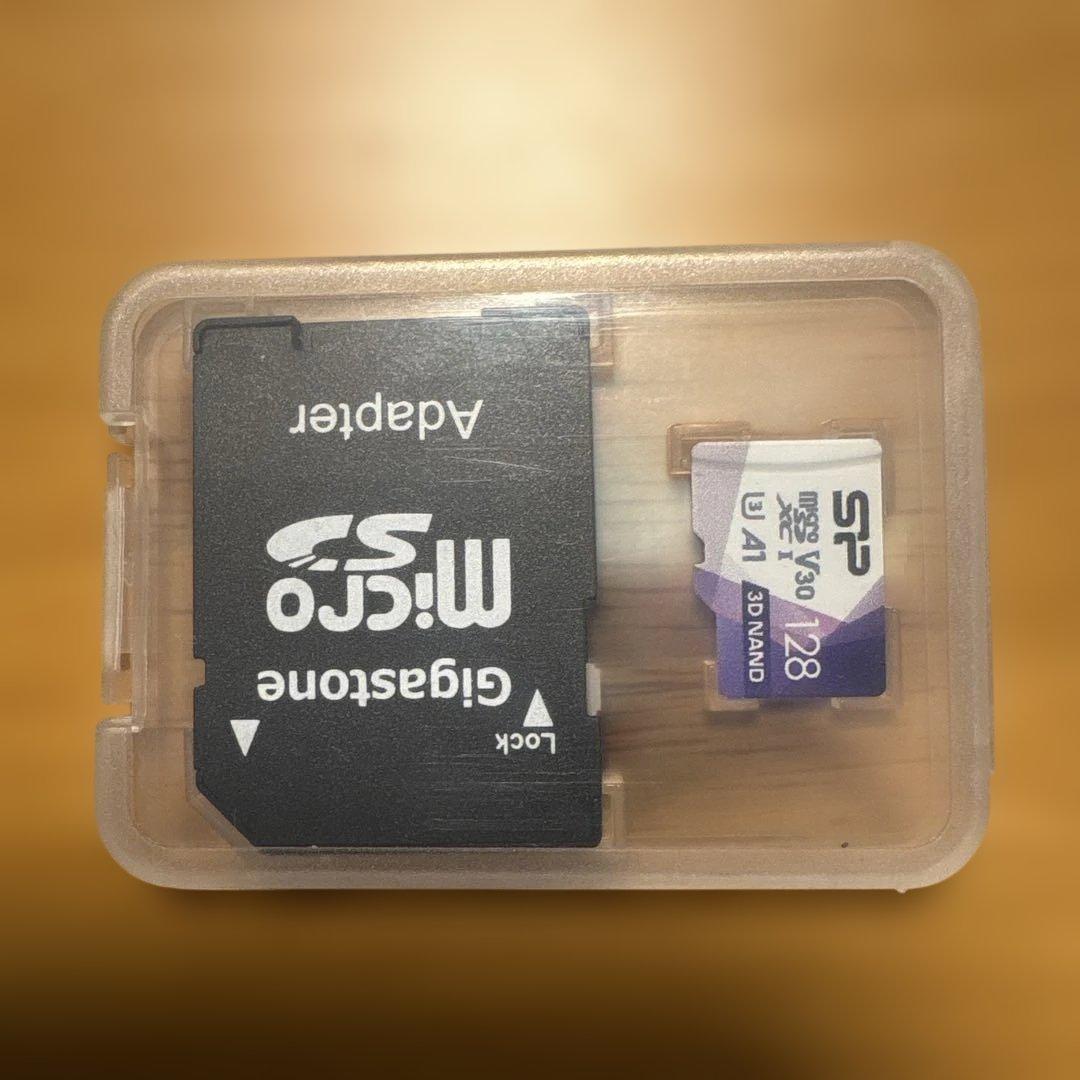 Lock
Gigastone
micro
SD
Adapter
SP
micro
SD
XC I
V30
U3
A1
128
3D NAND